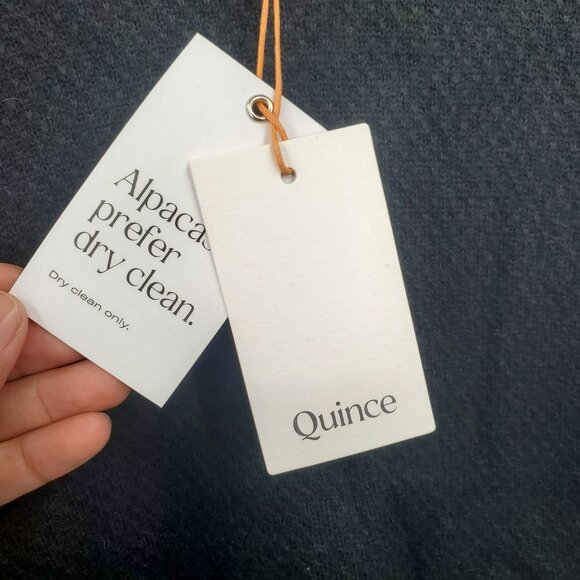 Alpacas
prefer
dry clean.
Dry clean only.
Quince